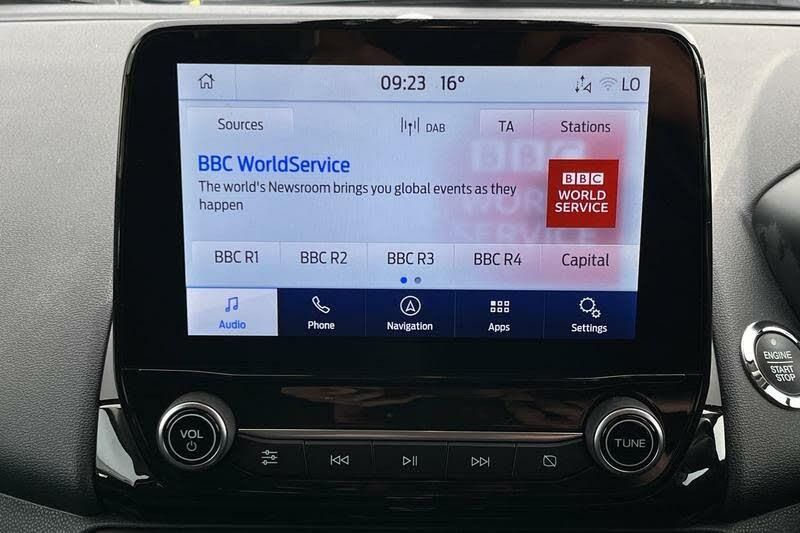 09:23 16° LO
Sources DAB TA Stations
BBC WorldService
The world's Newsroom brings you global events as they
happen
BBC
WORLD
SERVICE
BBC R1 BBC R2 BBC R3 BBC R4 Capital
Audio Phone Navigation Apps Settings
ENGINE
START
STOP
VOL
TUNE